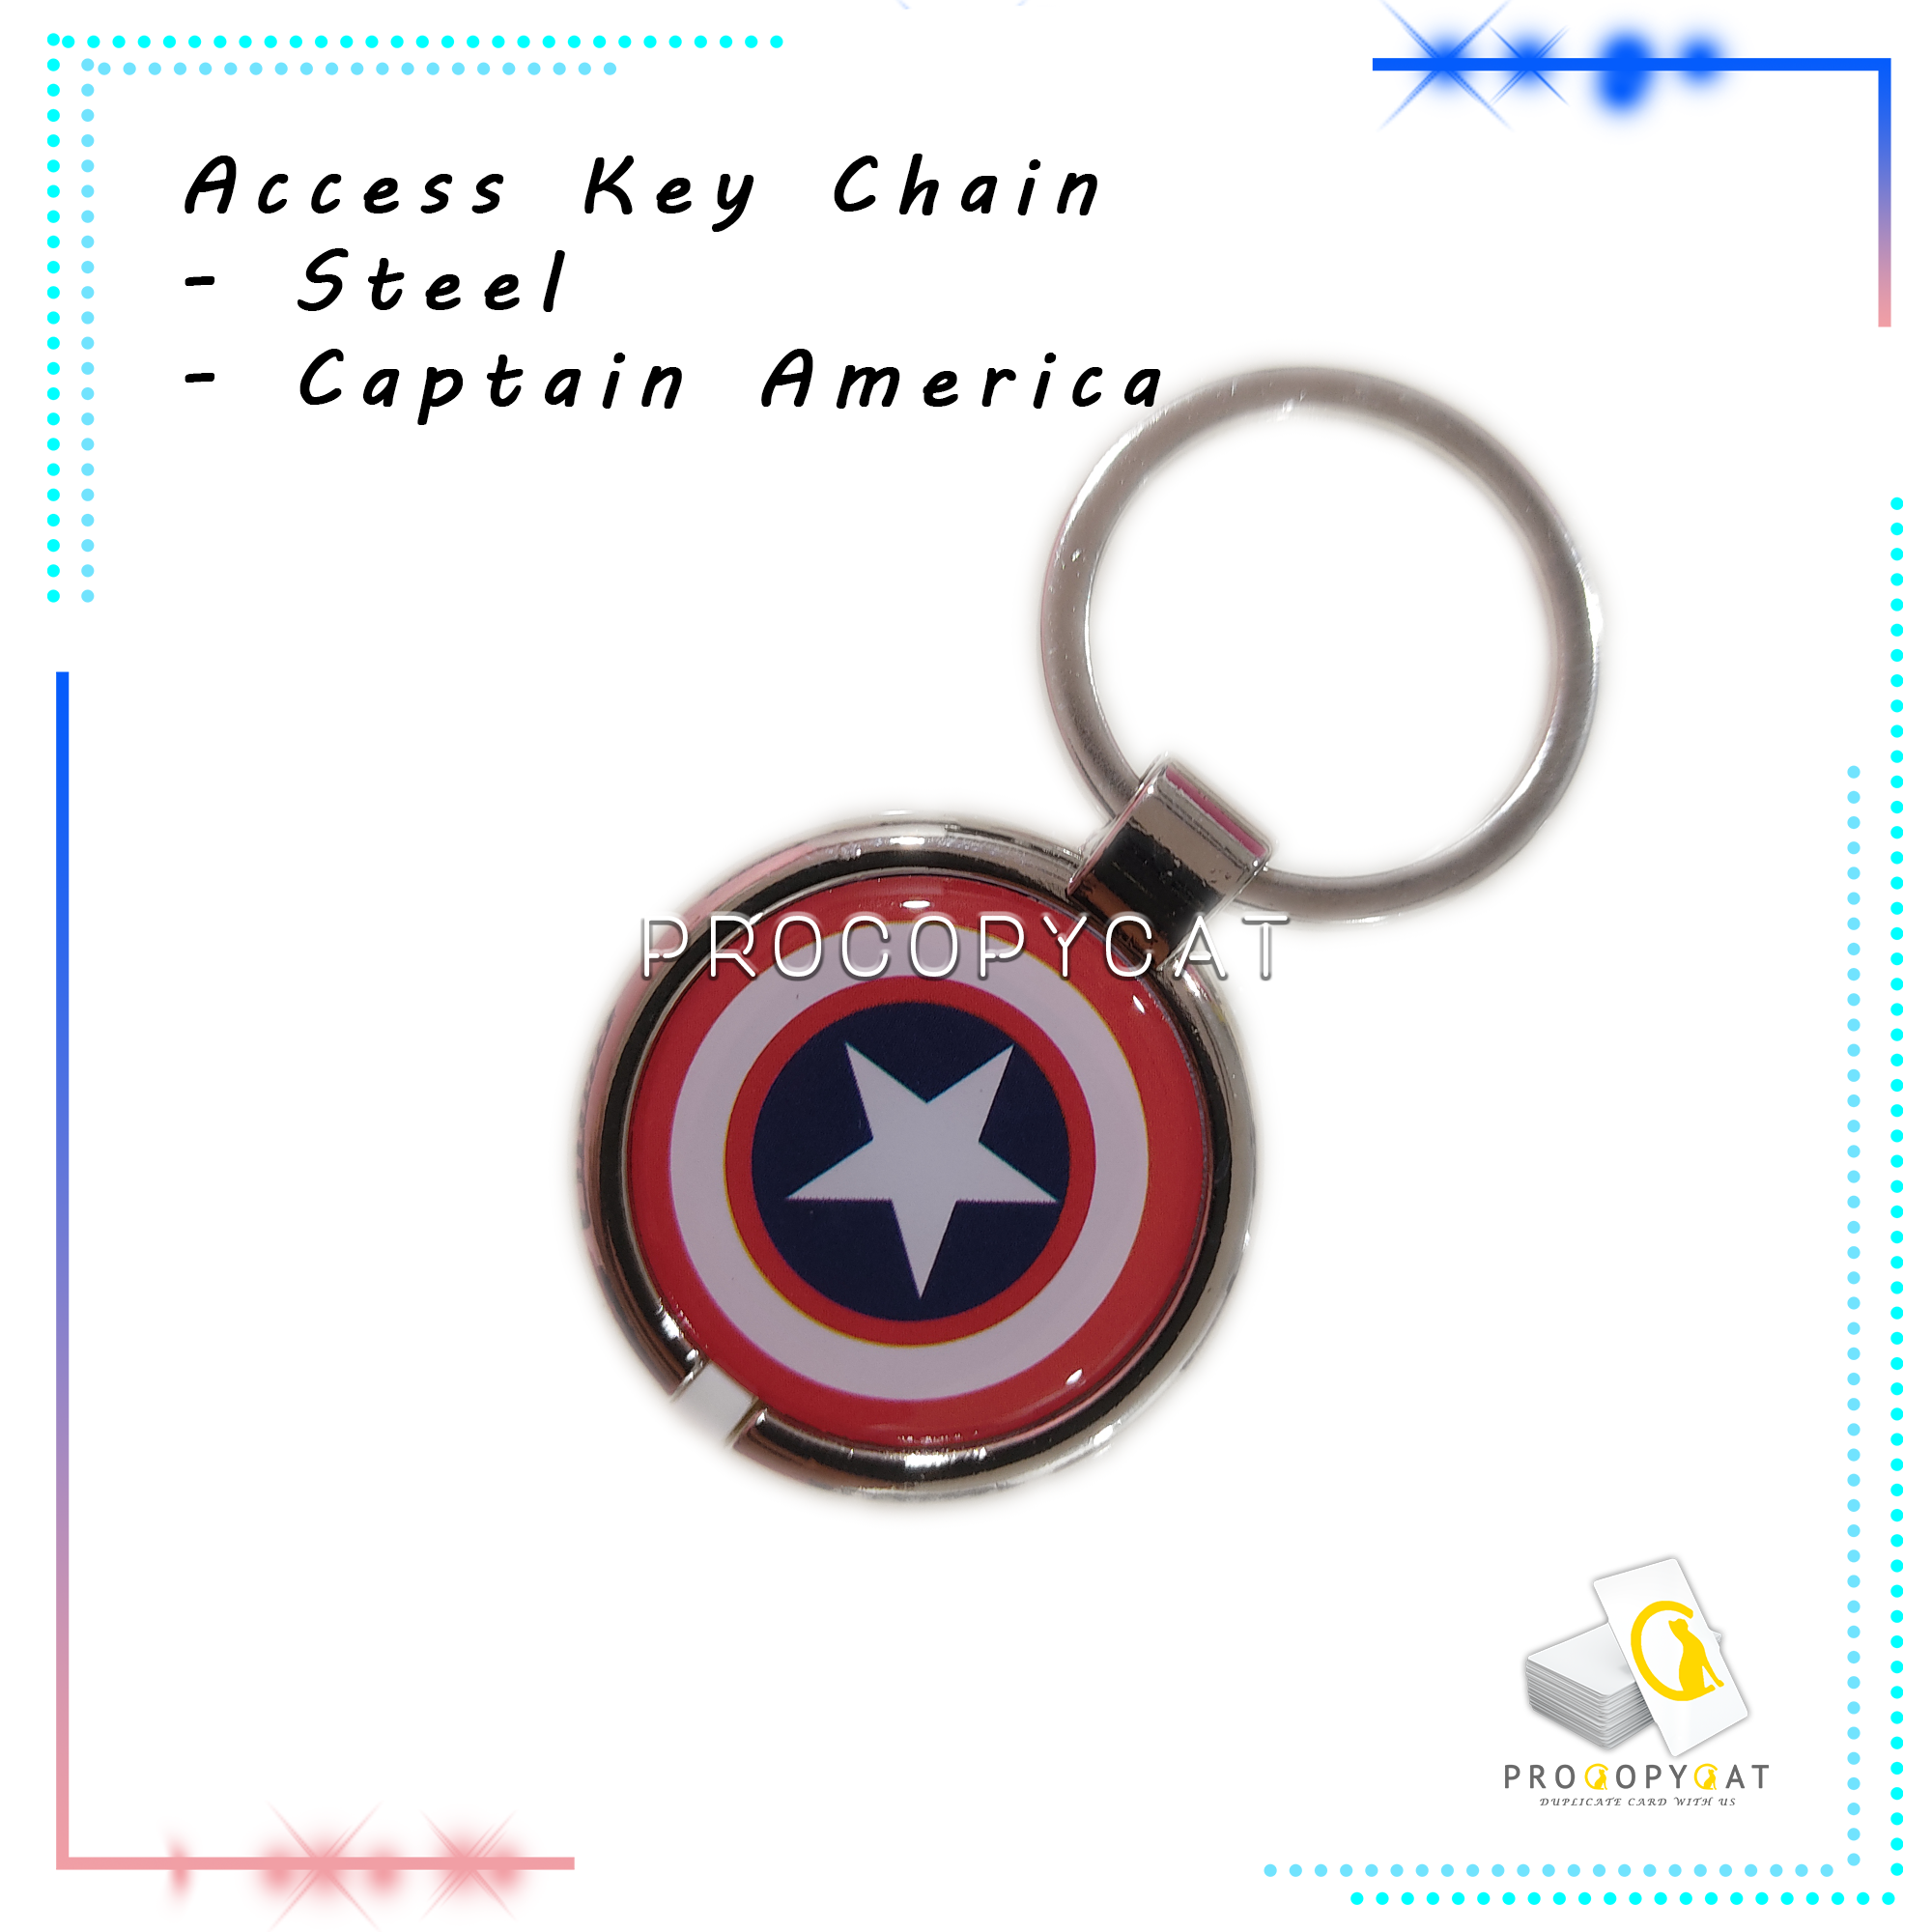 Access Key Chain
- Steel
- Captain America
PROCOPYCAT
PROCOPYCAT
DUPLICATE CARD WITH US